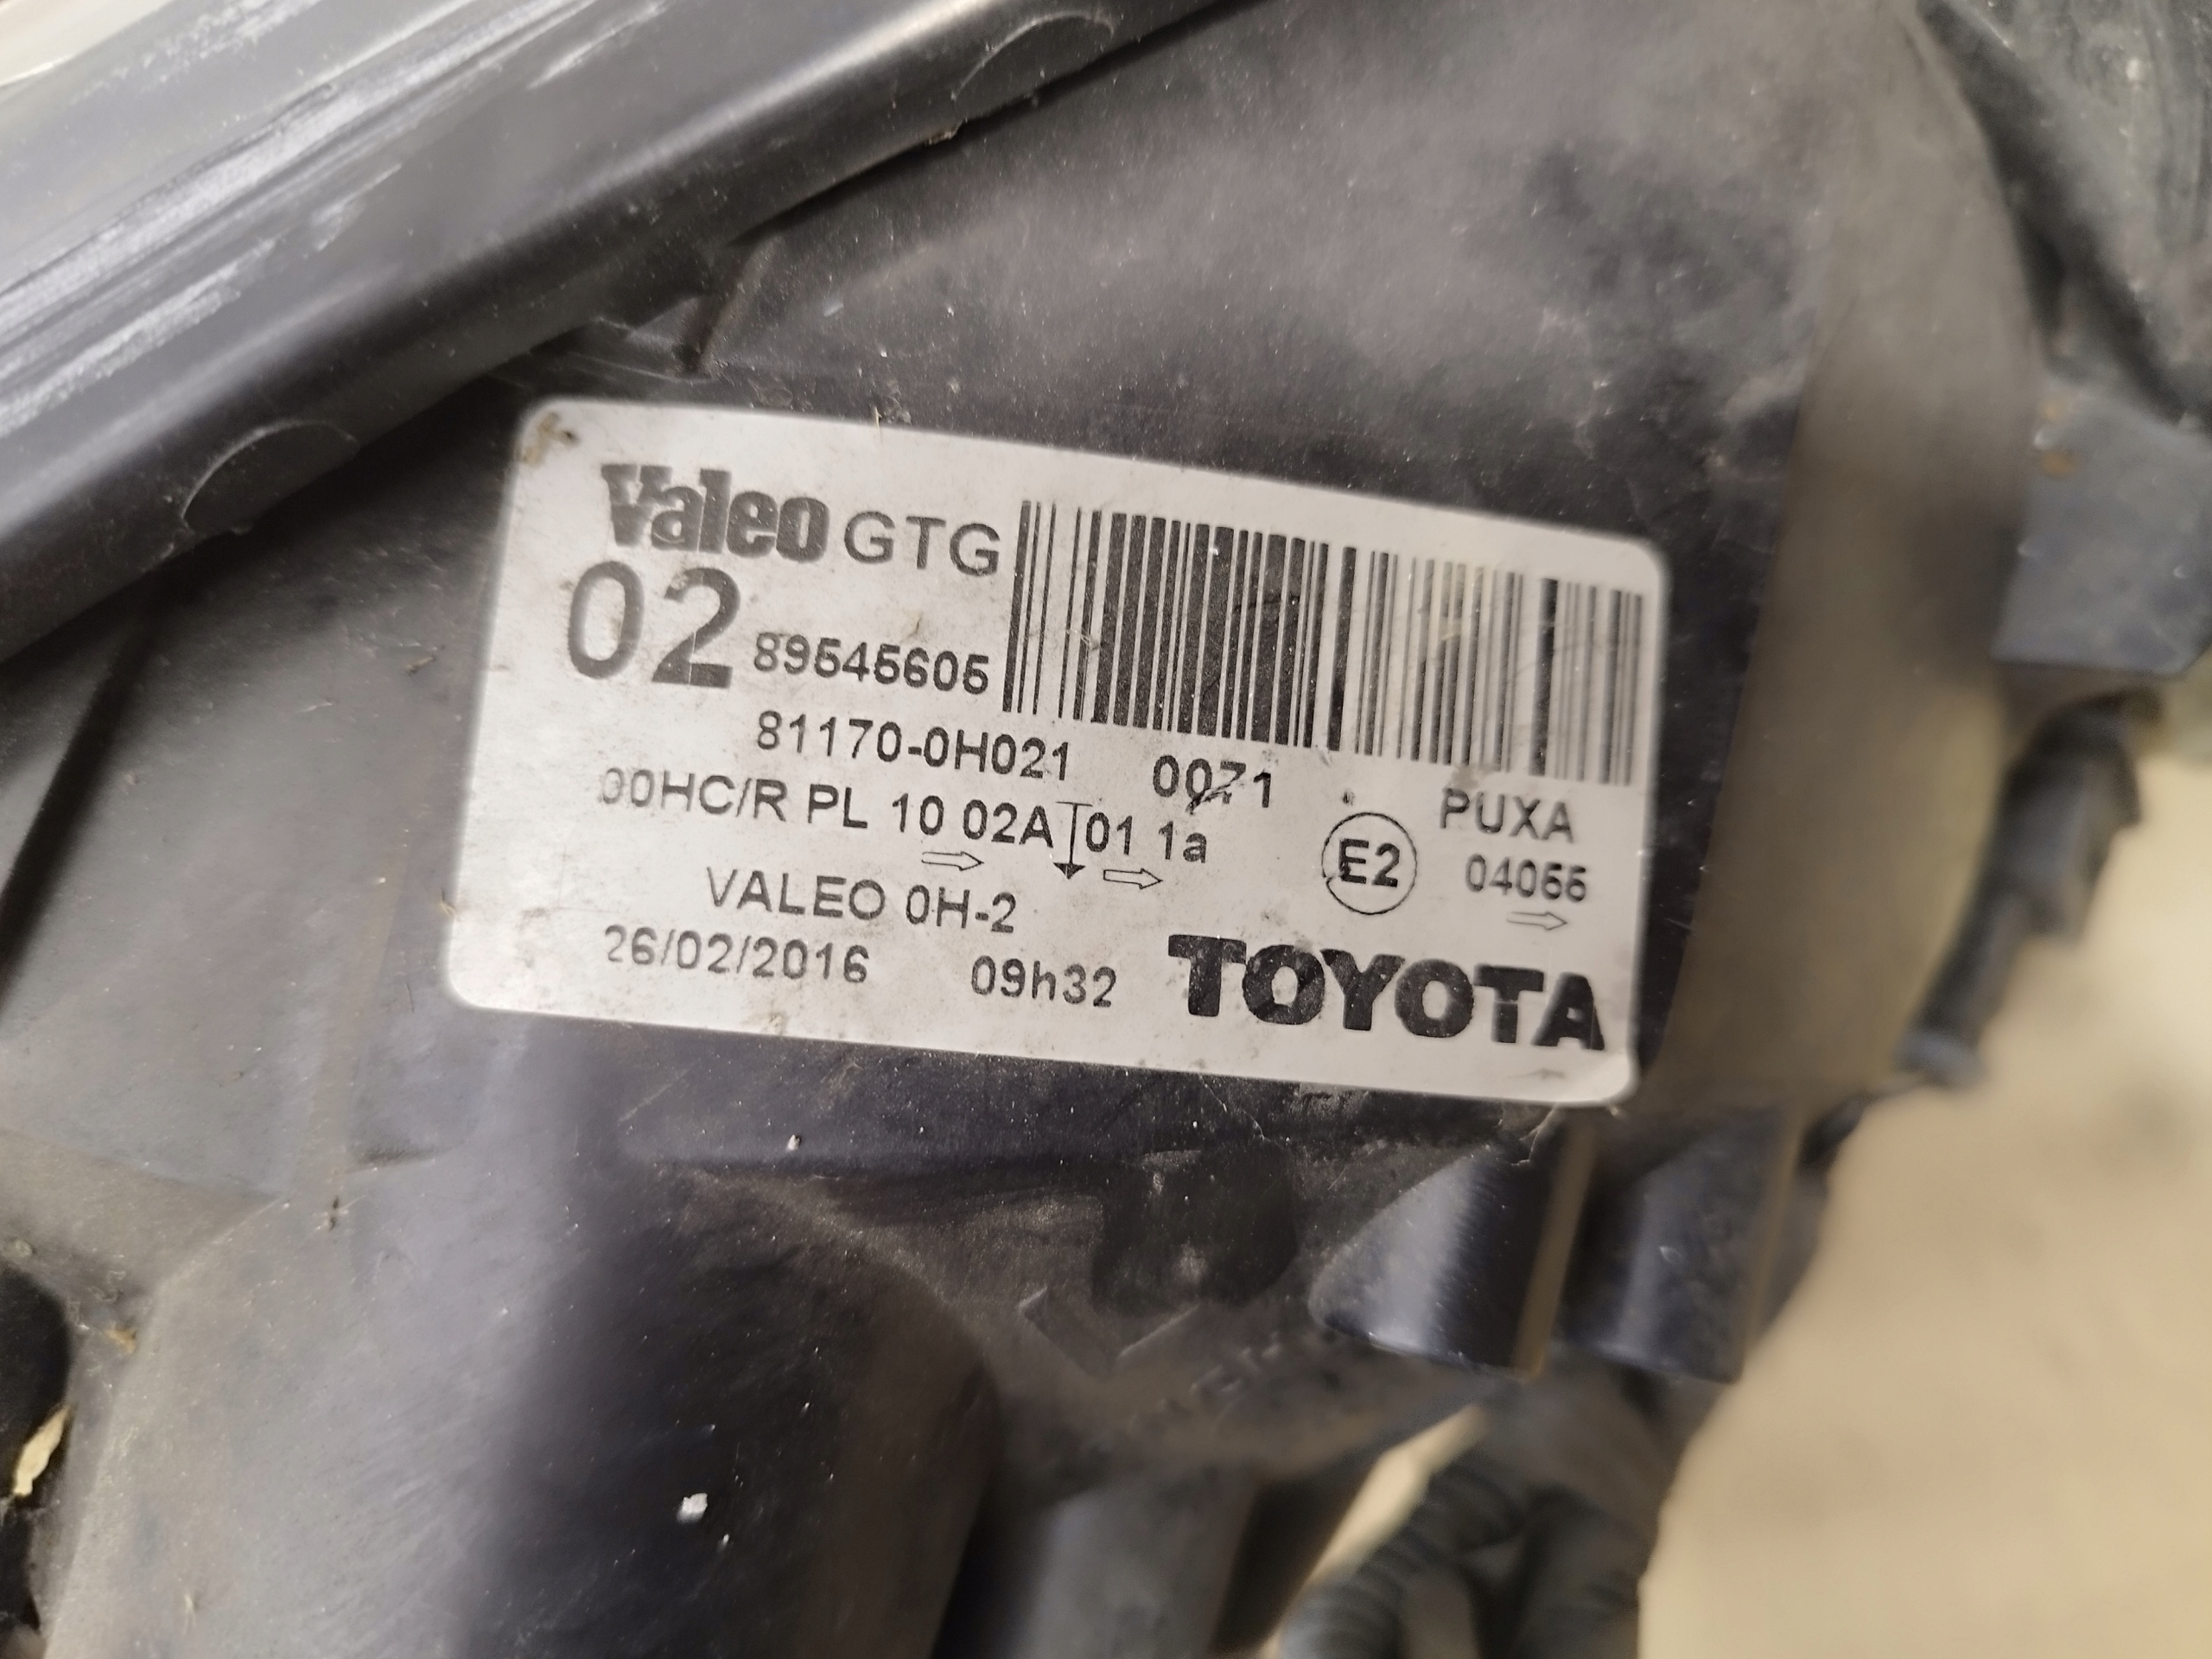 Valeo GTG
02 89545605
81170-0H021 0071
00HC/R PL 10 02A 01 1a
E2
PUXA
04055
VALEO 0H-2
26/02/2016 09h32
TOYOTA